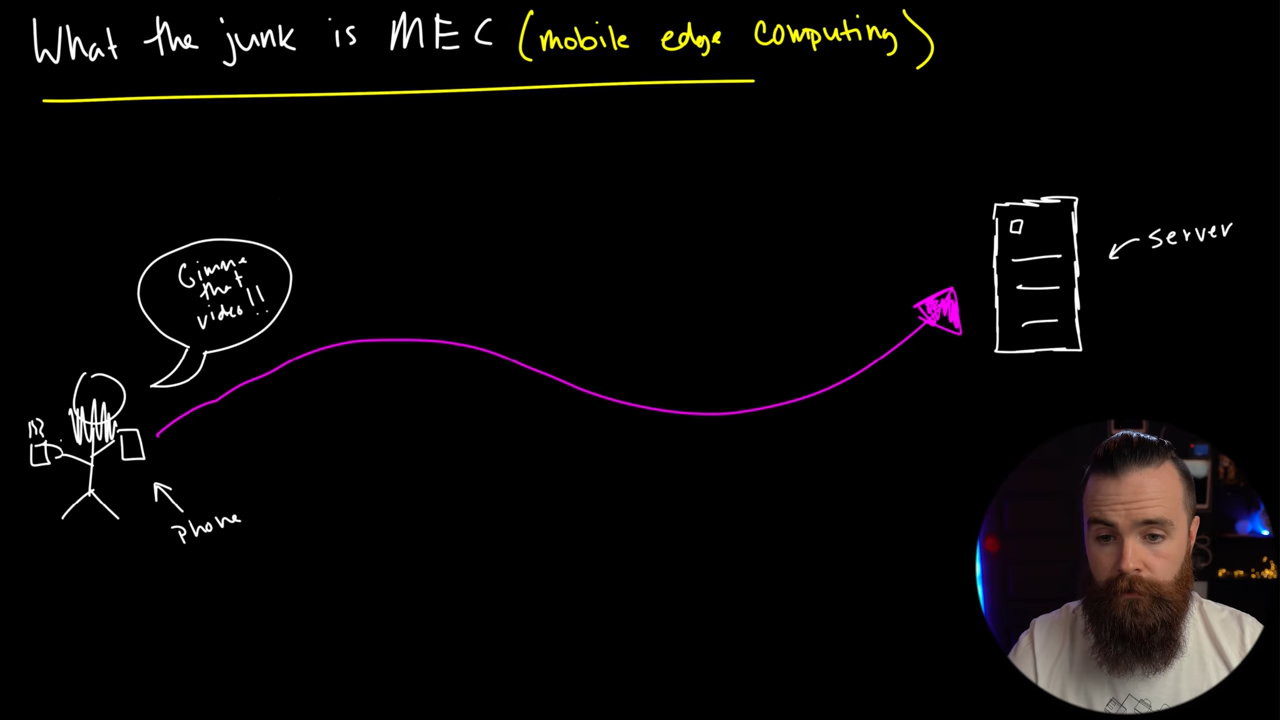 What the junk is MEC (mobile edge computing)
Gimme
that
video!!
server
phone